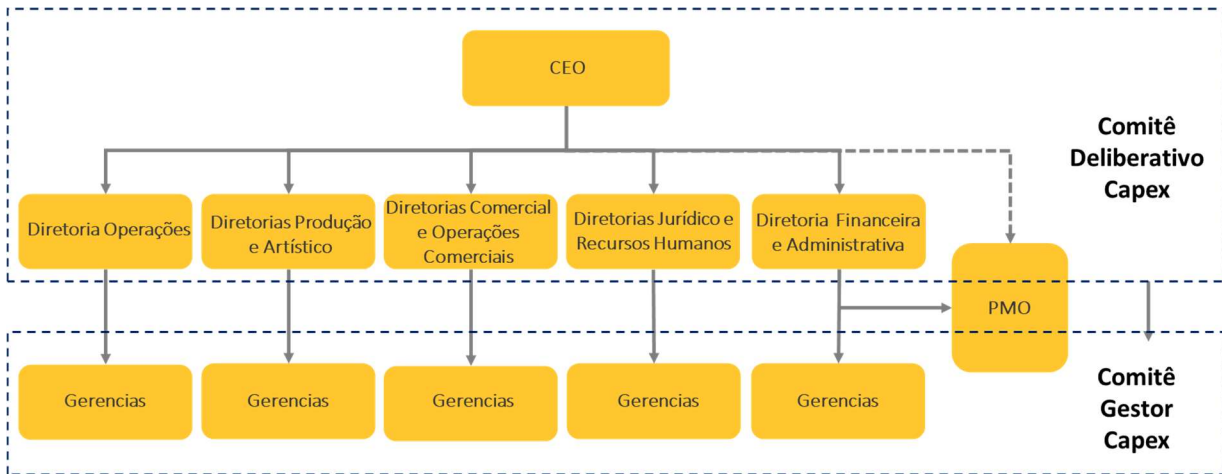 CEO
Comitê
Deliberativo
Capex
Diretoria Operações
Diretorias Produção
e Artístico
Diretorias Comercial
e Operações
Comerciais
Diretorias Jurídico e
Recursos Humanos
Diretoria Financeira
e Administrativa
PMO
Gerencias
Gerencias
Gerencias
Gerencias
Gerencias
Comitê
Gestor
Capex